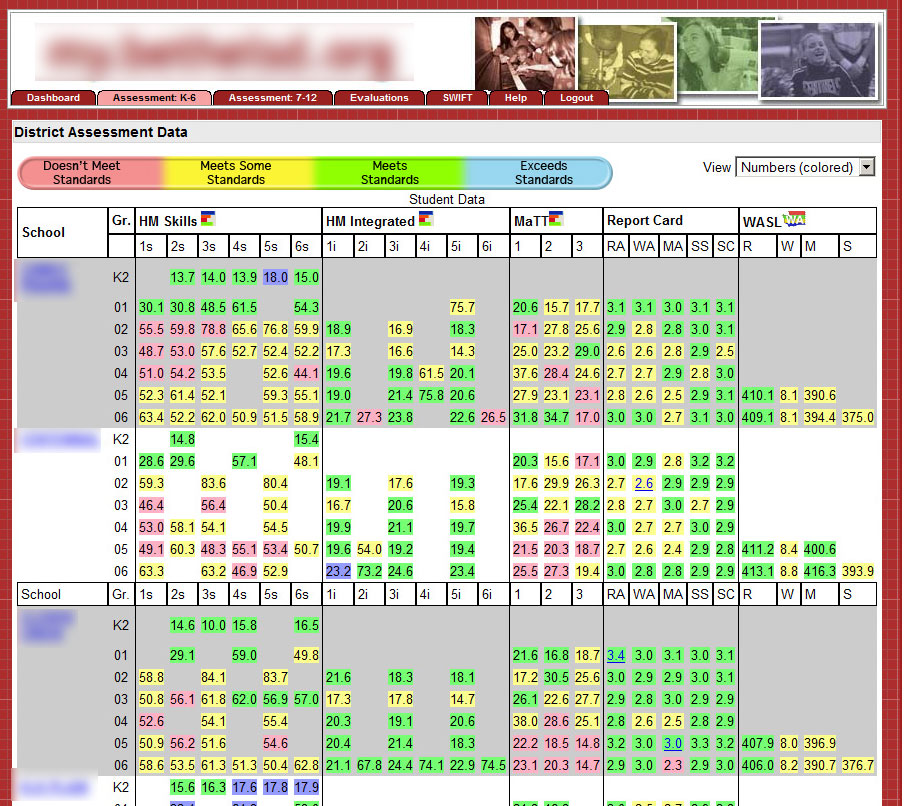 Dashboard Assessment: K-6 Assessment: 7-12 Evaluations SWIFT Help Logout
District Assessment Data
Doesn't Meet Standards Meets Some Standards Meets Standards Exceeds Standards View Numbers (colored)
Student Data
School Gr. HM Skills HM Integrated MaTT Report Card WASL
1s 2s 3s 4s 5s 6s 1i 2i 3i 4i 5i 6i 1 2 3 RA WA MA SS SC R W M S
K2 13.7 14.0 13.9 18.0 15.0
01 30.1 30.8 48.5 61.5 54.3 75.7 20.6 15.7 17.7 3.1 3.1 3.0 3.1 3.1
02 55.5 59.8 78.8 65.6 76.8 59.9 18.9 16.9 18.3 17.1 27.8 25.6 2.9 2.8 2.8 3.0 3.1
03 48.7 53.0 57.6 52.7 52.4 52.2 17.3 16.6 14.3 25.0 23.2 29.0 2.6 2.6 2.8 2.9 2.5
04 51.0 54.2 53.5 52.6 44.1 19.6 19.8 61.5 20.1 37.6 28.4 24.6 2.7 2.7 2.9 2.8 3.0
05 52.3 61.4 52.1 59.3 55.1 19.0 21.4 75.8 20.6 27.9 23.1 23.1 2.8 2.6 2.5 2.9 3.1 410.1 8.1 390.6
06 63.4 52.2 62.0 50.9 51.5 58.9 21.7 27.3 23.8 22.6 26.5 31.8 34.7 17.0 3.0 3.0 2.7 3.1 3.0 409.1 8.1 394.4 375.0
K2 14.8 15.4
01 28.6 29.6 57.1 48.1 20.3 15.6 17.1 3.0 2.9 2.8 3.2 3.2
02 59.3 83.6 80.4 19.1 17.6 19.3 17.6 29.9 26.3 2.7 2.6 2.9 2.9 2.9
03 46.4 56.4 50.4 16.7 20.6 15.8 25.4 22.1 28.2 2.8 2.7 3.0 2.7 2.9
04 53.0 58.1 54.1 54.5 19.9 21.1 19.7 36.5 26.7 22.4 3.0 2.7 2.7 3.0 2.9
05 49.1 60.3 48.3 55.1 53.4 50.7 19.6 54.0 19.2 19.4 21.5 20.3 18.7 2.7 2.6 2.4 2.9 2.8 411.2 8.4 400.6
06 63.3 63.2 46.9 52.9 23.2 73.2 24.6 23.4 25.5 27.3 19.4 3.0 2.8 2.8 2.9 2.9 413.1 8.8 416.3 393.9
School Gr. 1s 2s 3s 4s 5s 6s 1i 2i 3i 4i 5i 6i 1 2 3 RA WA MA SS SC R W M S
K2 14.6 10.0 15.8 16.5
01 29.1 59.0 49.8 21.6 16.8 18.7 3.4 3.0 3.1 3.0 3.1
02 58.8 84.1 83.7 21.6 18.3 18.1 17.2 30.5 25.6 3.0 2.9 2.9 3.0 3.1
03 50.8 56.1 61.8 62.0 56.9 57.0 17.3 17.8 14.7 26.1 22.6 27.7 2.9 2.8 3.0 2.9 2.9
04 52.6 54.1 55.4 20.3 19.1 20.6 38.0 28.6 25.1 2.8 2.6 2.5 2.8 2.9
05 50.9 56.2 51.6 54.6 20.4 21.4 18.3 22.2 18.5 14.8 3.2 3.0 3.0 3.3 3.2 407.9 8.0 396.9
06 58.6 53.5 61.3 51.3 50.4 62.8 21.1 67.8 24.4 74.1 22.9 74.5 23.1 20.3 14.7 2.9 3.0 2.3 2.9 3.0 406.0 8.2 390.7 376.7
K2 15.6 16.3 17.6 17.8 17.9